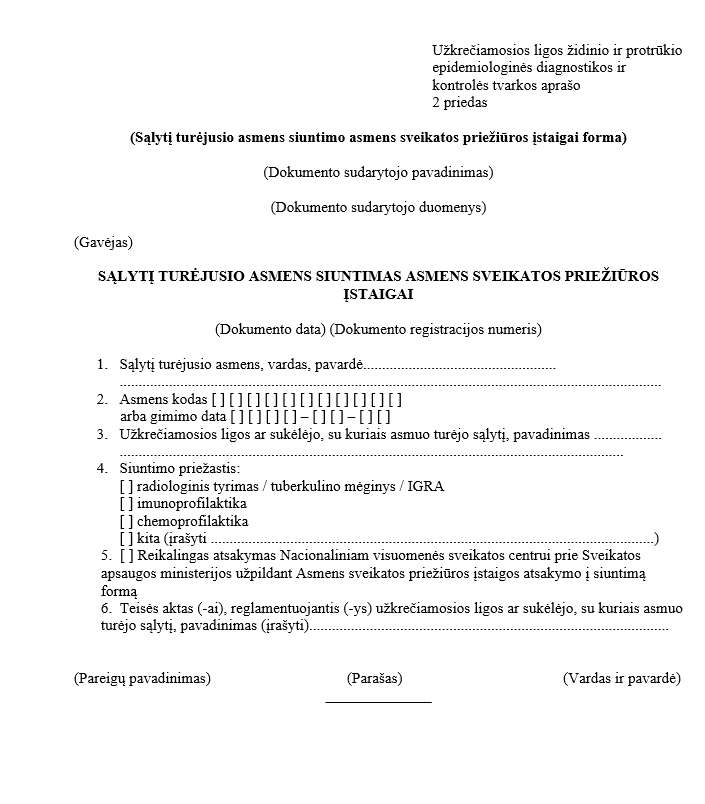 Užkrečiamosios ligos židinio ir protrūkio
epidemiologinės diagnostikos ir
kontrolės tvarkos aprašo
2 priedas
(Sąlytį turėjusio asmens siuntimo asmens sveikatos priežiūros įstaigai forma)
(Dokumento sudarytojo pavadinimas)
(Dokumento sudarytojo duomenys)
(Gavėjas)
SĄLYTĮ TURĖJUSIO ASMENS SIUNTIMAS ASMENS SVEIKATOS PRIEŽIŪROS
ĮSTAIGAI
(Dokumento data) (Dokumento registracijos numeris)
1. Sąlytį turėjusio asmens, vardas, pavardė...................................................
................................................................................................................................................
2. Asmens kodas [ ] [ ] [ ] [ ] [ ] [ ] [ ] [ ] [ ] [ ] [ ]
arba gimimo data [ ] [ ] [ ] [ ] – [ ] [ ] – [ ] [ ]
3. Užkrečiamosios ligos ar sukėlėjo, su kuriais asmuo turėjo sąlytį, pavadinimas ..................
......................................................................................................................................
4. Siuntimo priežastis:
[ ] radiologinis tyrimas / tuberkulino mėginys / IGRA
[ ] imunoprofilaktika
[ ] chemoprofilaktika
[ ] kita (įrašyti ......................................................................................................................)
5. [ ] Reikalingas atsakymas Nacionaliniam visuomenės sveikatos centrui prie Sveikatos
apsaugos ministerijos užpildant Asmens sveikatos priežiūros įstaigos atsakymo į siuntimą
formą
6. Teisės aktas (-ai), reglamentuojantis (-ys) užkrečiamosios ligos ar sukėlėjo, su kuriais asmuo
turėjo sąlytį, pavadinimas (įrašyti)................................................................................................
(Pareigų pavadinimas) (Parašas) (Vardas ir pavardė)
______________